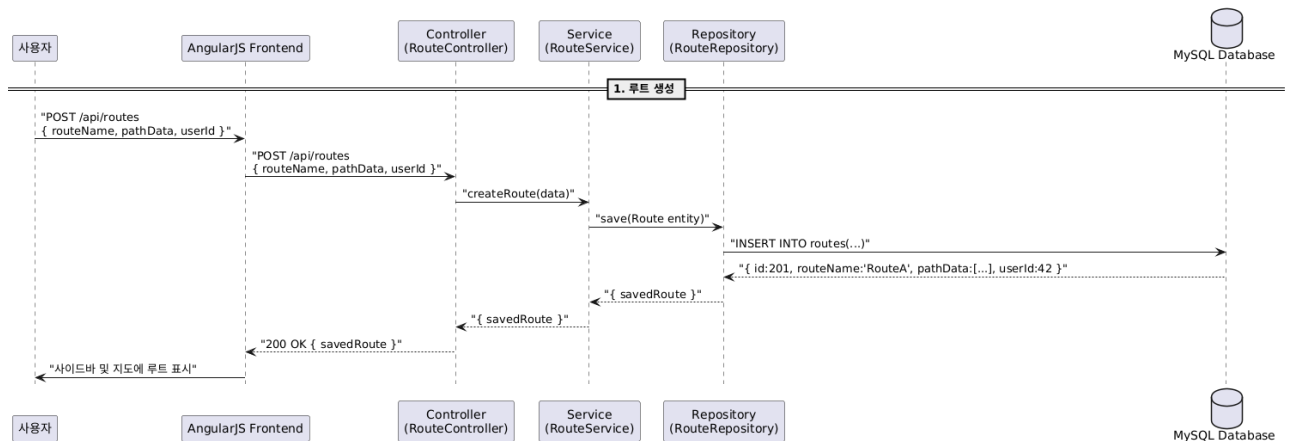 사용자
AngularJS Frontend
Controller
(RouteController)
Service
(RouteService)
Repository
(RouteRepository)
MySQL Database
1. 루트 생성
"POST /api/routes
{ routeName, pathData, userId }"
"POST /api/routes
{ routeName, pathData, userId }"
"createRoute(data)"
"save(Route entity)"
"INSERT INTO routes(...)"
"{ id:201, routeName:'RouteA', pathData:[...], userId:42 }"
"{ savedRoute }"
"{ savedRoute }"
"200 OK { savedRoute }"
"사이드바 및 지도에 루트 표시"
사용자
AngularJS Frontend
Controller
(RouteController)
Service
(RouteService)
Repository
(RouteRepository)
MySQL Database